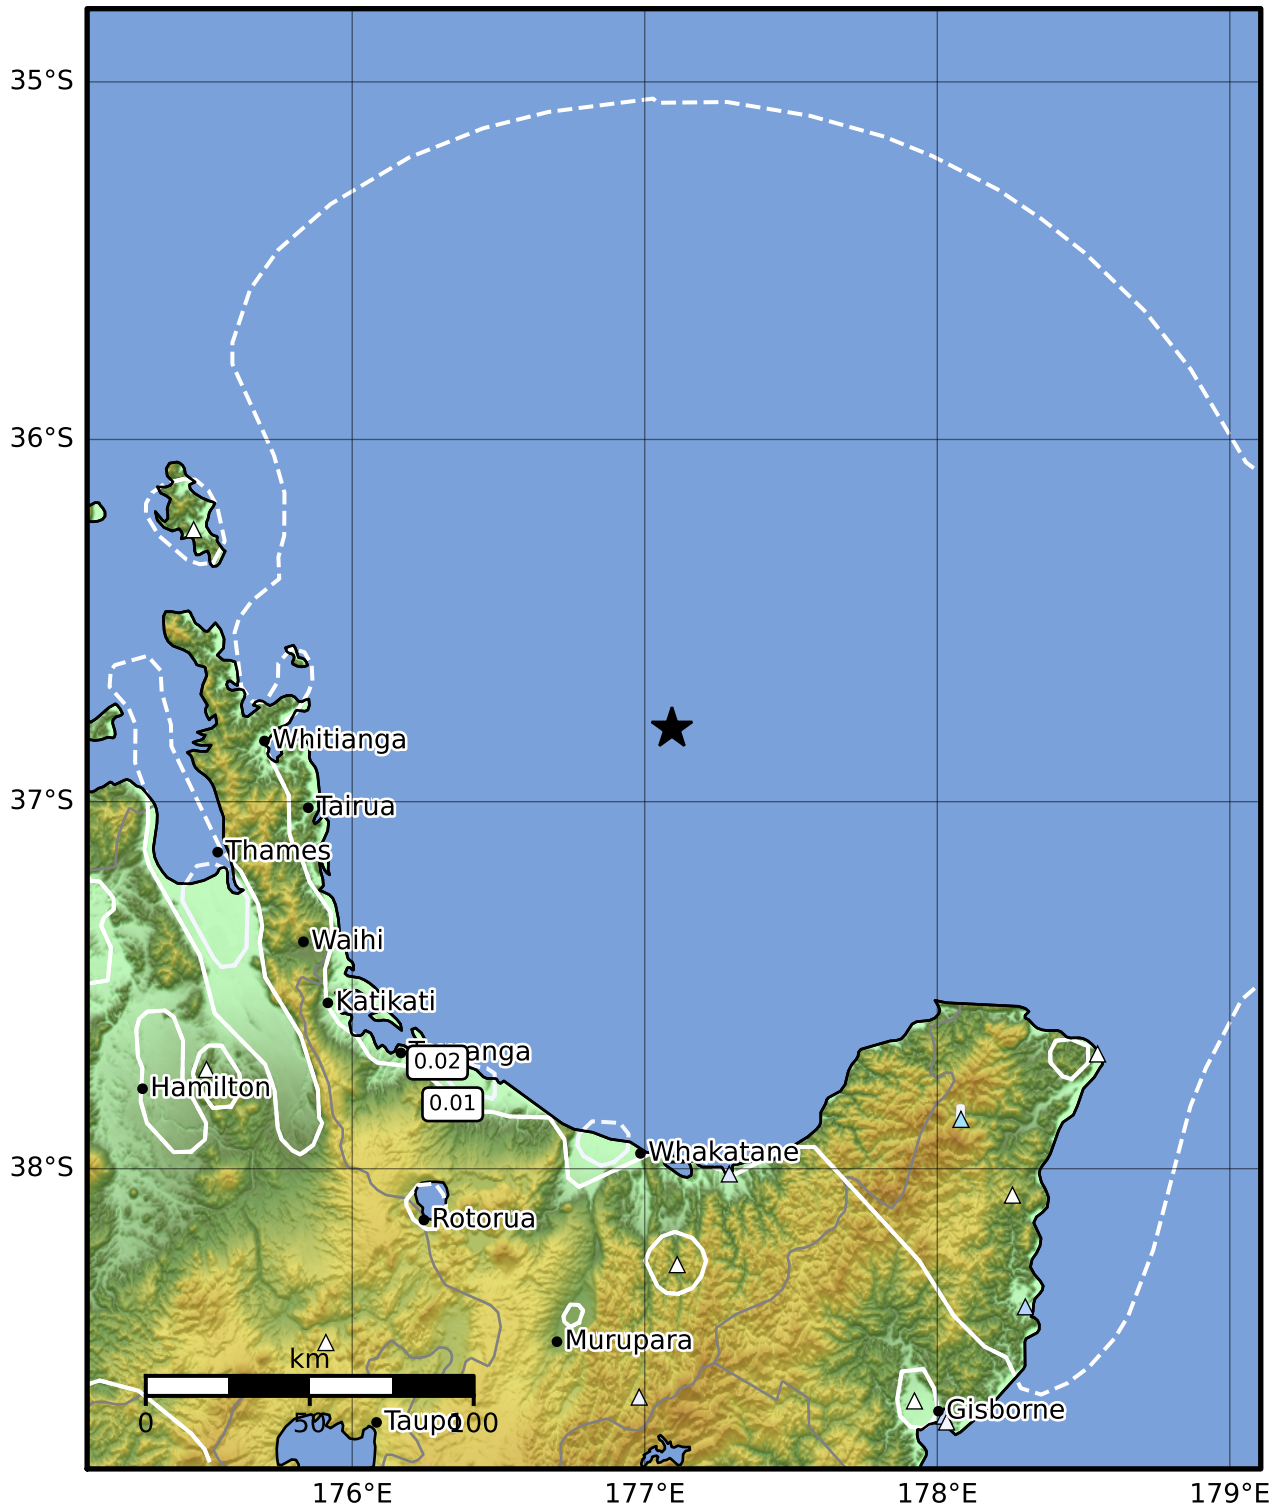 35°S
36°S
Whitianga
37°S
Tairua
Thames
Waihi
Katikati
Tauranga
0.02
Hamilton
0.01
Whakatane
38°S
Rotorua
Murupara
km
Gisborne
0
50
Taupo
100
176°E
177°E
178°E
179°E